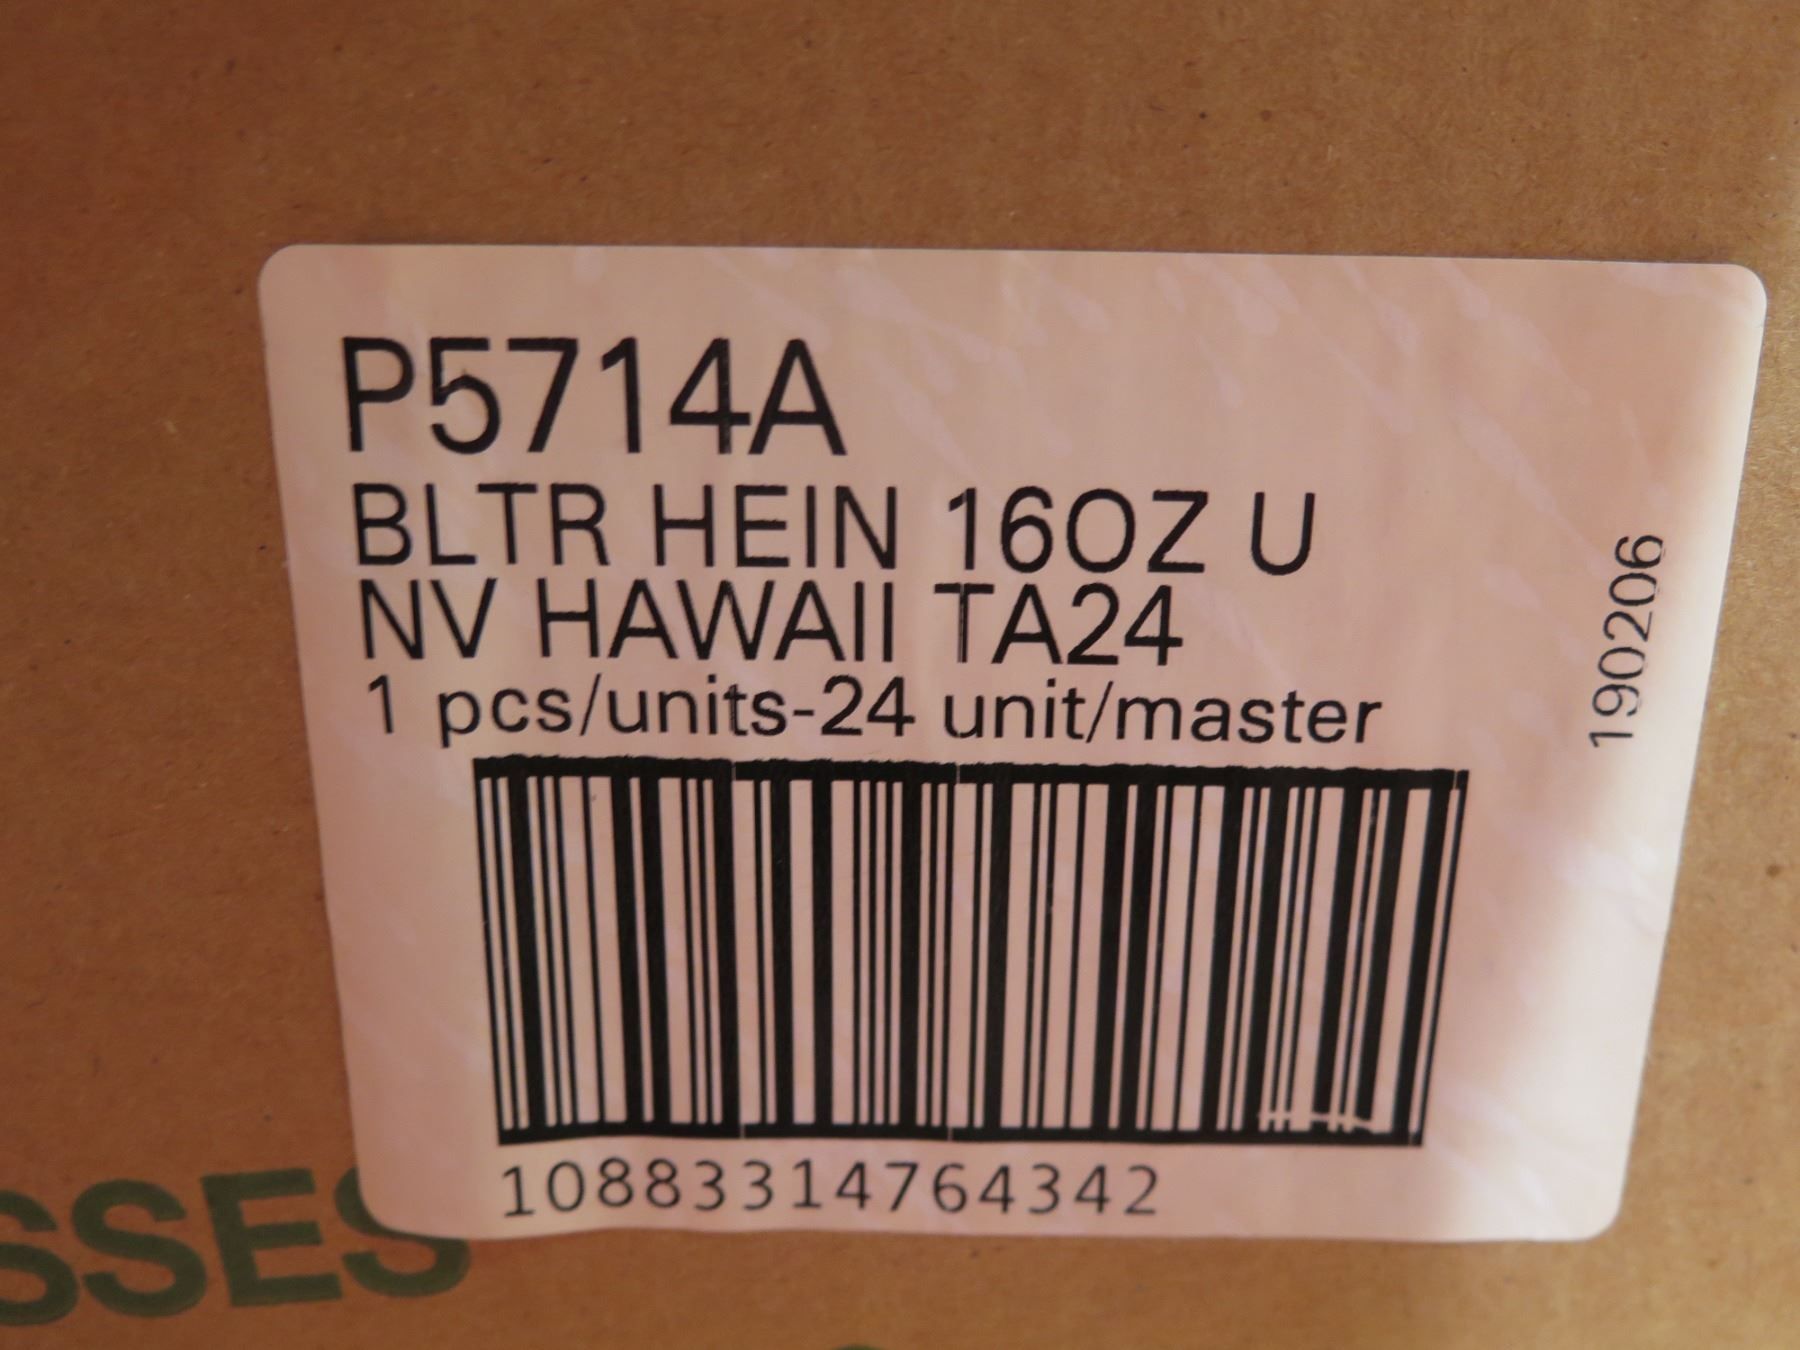 P5714A
BLTR HEIN 16OZ U
NV HAWAII TA24
1 pcs/units-24 unit/master
190206
10883314764342
SSES